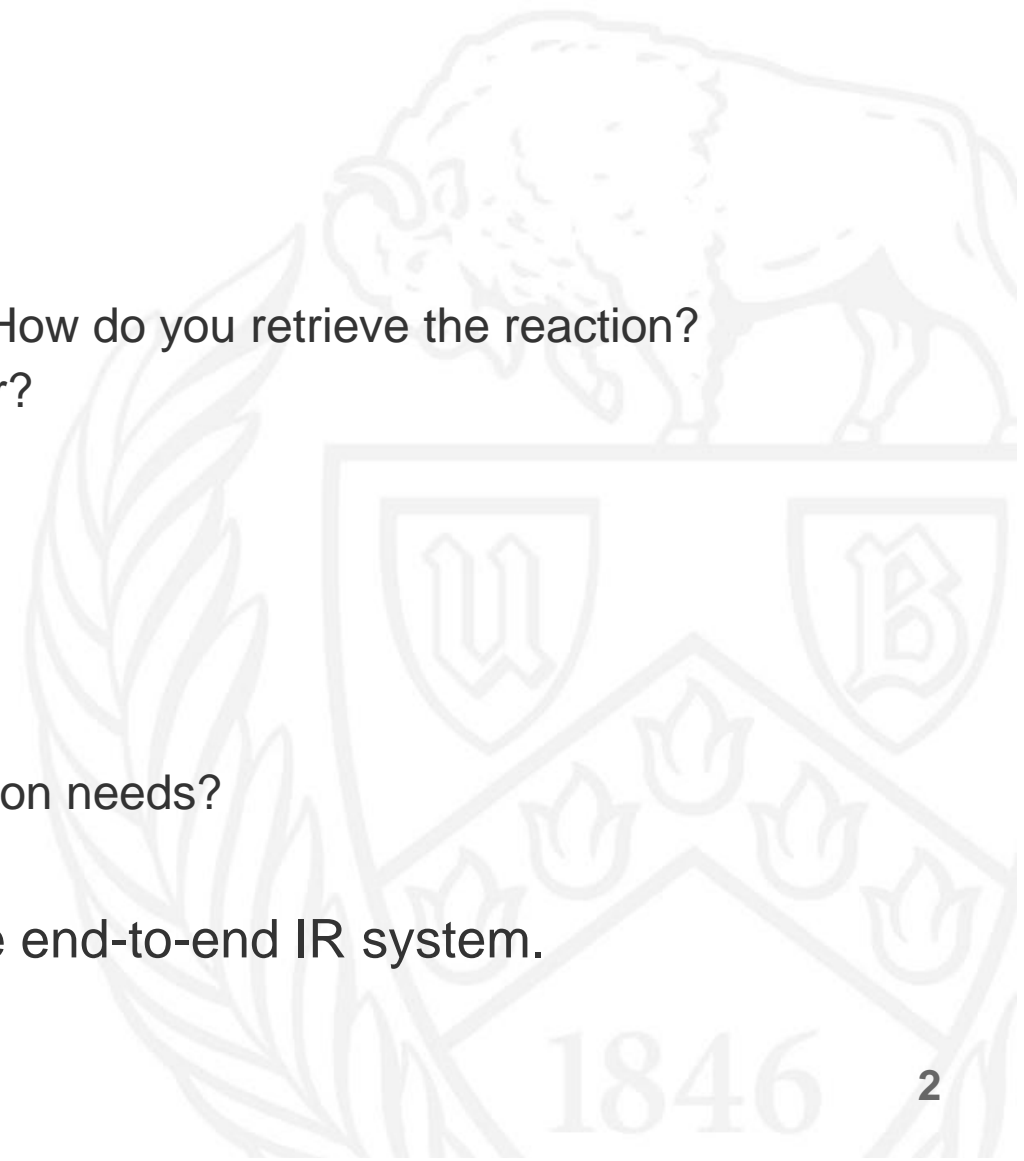 How do you retrieve the reaction?
r?
on needs?
e end-to-end IR system.
U B
1846
2